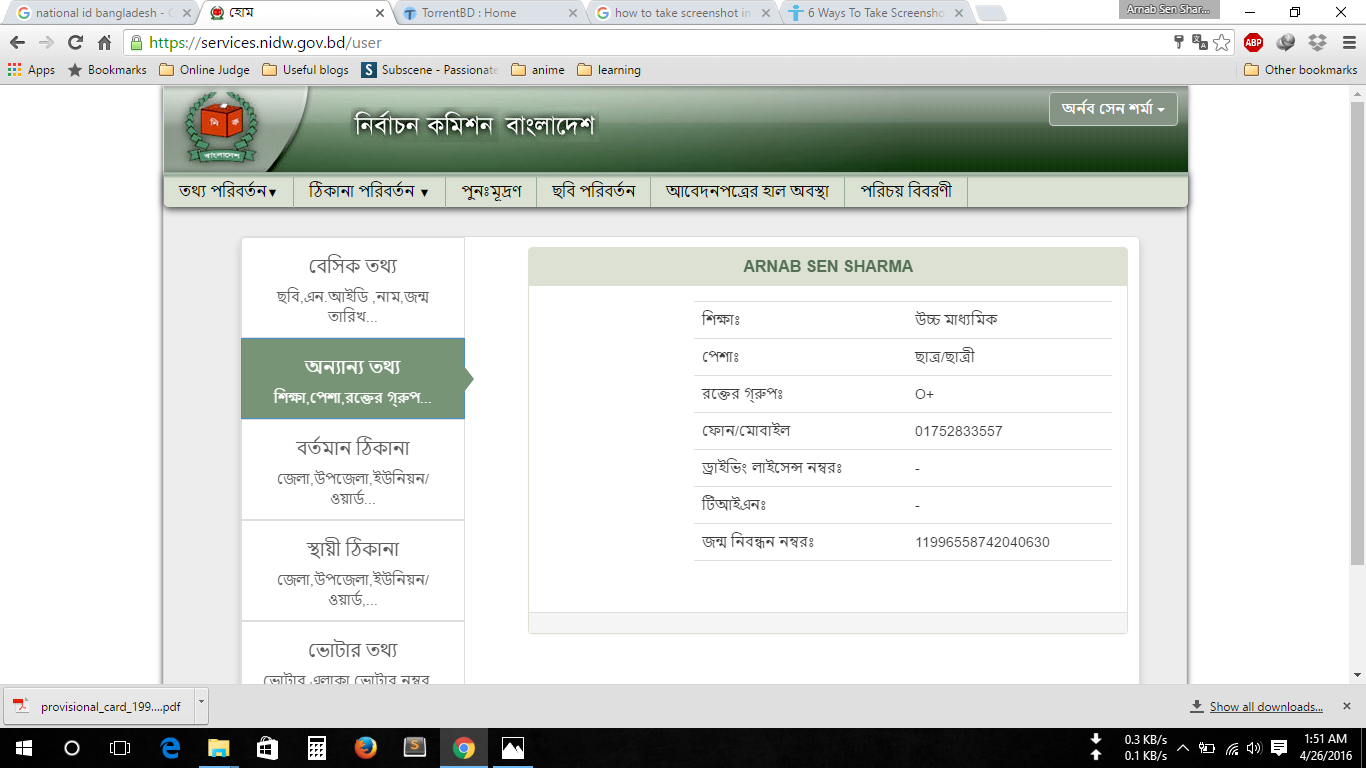 national id bangladesh - G
হোম
TorrentBD : Home
how to take screenshot in
6 Ways To Take Screensho
Arnab Sen Shar...
https://services.nidw.gov.bd/user
ABP
Apps
Bookmarks
Online Judge
Useful blogs
Subscene - Passionate
anime
learning
Other bookmarks
নির্বাচন কমিশন বাংলাদেশ
অর্নব সেন শর্মা
তথ্য পরিবর্তন▼
ঠিকানা পরিবর্তন ▼
পুনঃমূদ্রণ
ছবি পরিবর্তন
আবেদনপত্রের হাল অবস্থা
পরিচয় বিবরণী
বেসিক তথ্য
ছবি,এন.আইডি ,নাম,জন্ম
তারিখ...
অন্যান্য তথ্য
শিক্ষা,পেশা,রক্তের গ্রুপ...
বর্তমান ঠিকানা
জেলা,উপজেলা,ইউনিয়ন/
ওয়ার্ড...
স্থায়ী ঠিকানা
জেলা,উপজেলা,ইউনিয়ন/
ওয়ার্ড,...
ভোটার তথ্য
ভোটার এলাকা,ভোটার নম্বর
ARNAB SEN SHARMA
শিক্ষাঃ উচ্চ মাধ্যমিক
পেশাঃ ছাত্র/ছাত্রী
রক্তের গ্রুপঃ O+
ফোন/মোবাইল 01752833557
ড্রাইভিং লাইসেন্স নম্বরঃ -
টিআইএনঃ -
জন্ম নিবন্ধন নম্বরঃ 11996558742040630
provisional_card_199....pdf
Show all downloads...
0.3 KB/s
0.1 KB/s
1:51 AM
4/26/2016